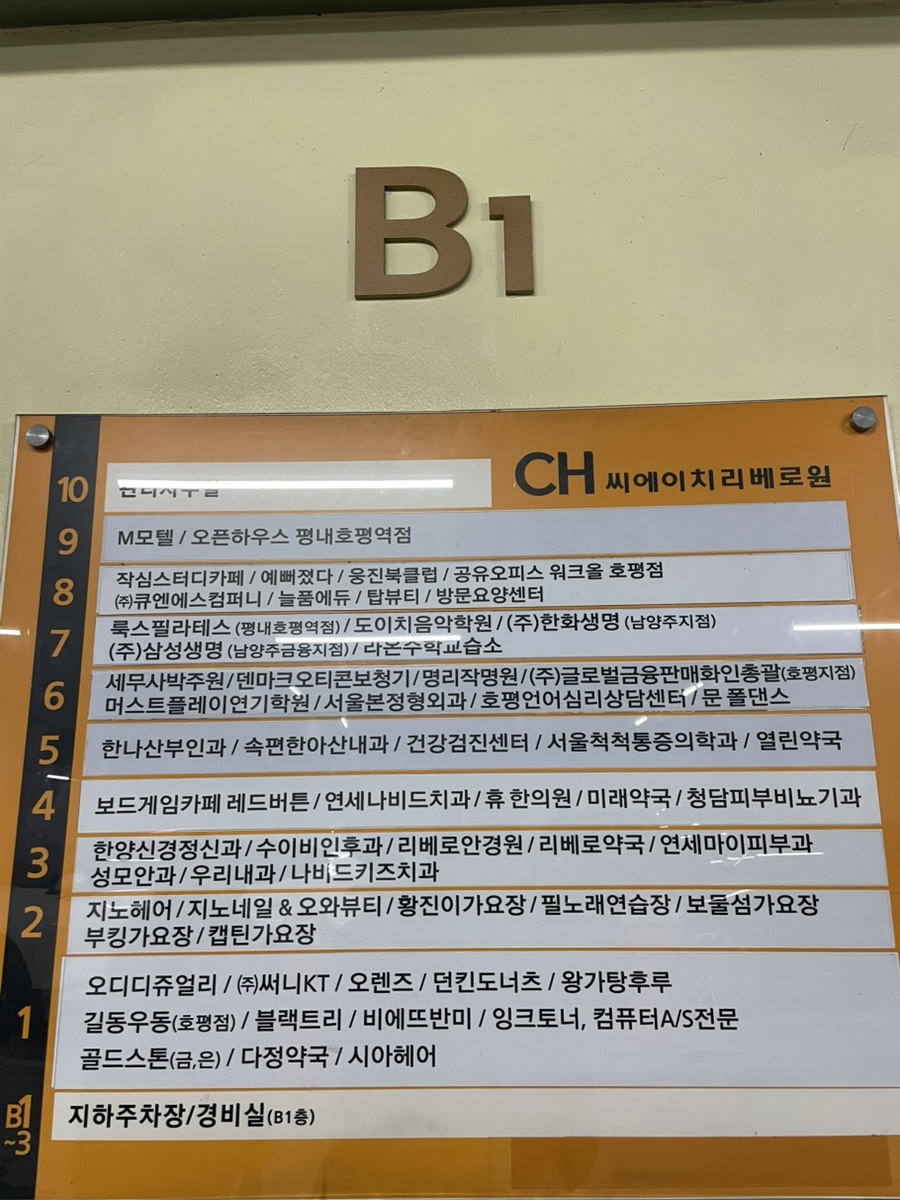 B1
CH 씨에이치리베로원
10
9 M모텔 / 오픈하우스 평내호평역점
8 작심스터디카페 / 예뻐졌다 / 웅진북클럽 / 공유오피스 워크올 호평점
㈜큐엔에스컴퍼니 / 늘품에듀 / 탑뷰티 / 방문요양센터
7 룩스필라테스 (평내호평역점) / 도이치음악학원 / (주)한화생명 (남양주지점)
(주)삼성생명 (남양주금융지점) / 라온수학교습소
6 세무사박주원/덴마크오티콘보청기/명리작명원/(주)글로벌금융판매화인총괄(호평지점)
머스트플레이연기학원/서울본정형외과/호평언어심리상담센터/문 폴댄스
5 한나산부인과 / 속편한아산내과 / 건강검진센터 / 서울척척통증의학과 / 열린약국
4 보드게임카페 레드버튼/연세나비드치과/휴 한의원/미래약국/청담피부비뇨기과
3 한양신경정신과/수이비인후과/리베로안경원/리베로약국/연세마이피부과
성모안과/우리내과/나비드키즈치과
2 지노헤어/지노네일 & 오와뷰티/황진이가요장/필노래연습장/보둘섬가요장
부킹가요장/캡틴가요장
오디디쥬얼리 / ㈜써니KT / 오렌즈 / 던킨도너츠 / 왕가탕후루
1 길동우동(호평점) / 블랙트리 / 비에뜨반미 / 잉크토너, 컴퓨터A/S전문
골드스톤(금,은) / 다정약국 / 시아헤어
B1~3 지하주차장/경비실(B1층)